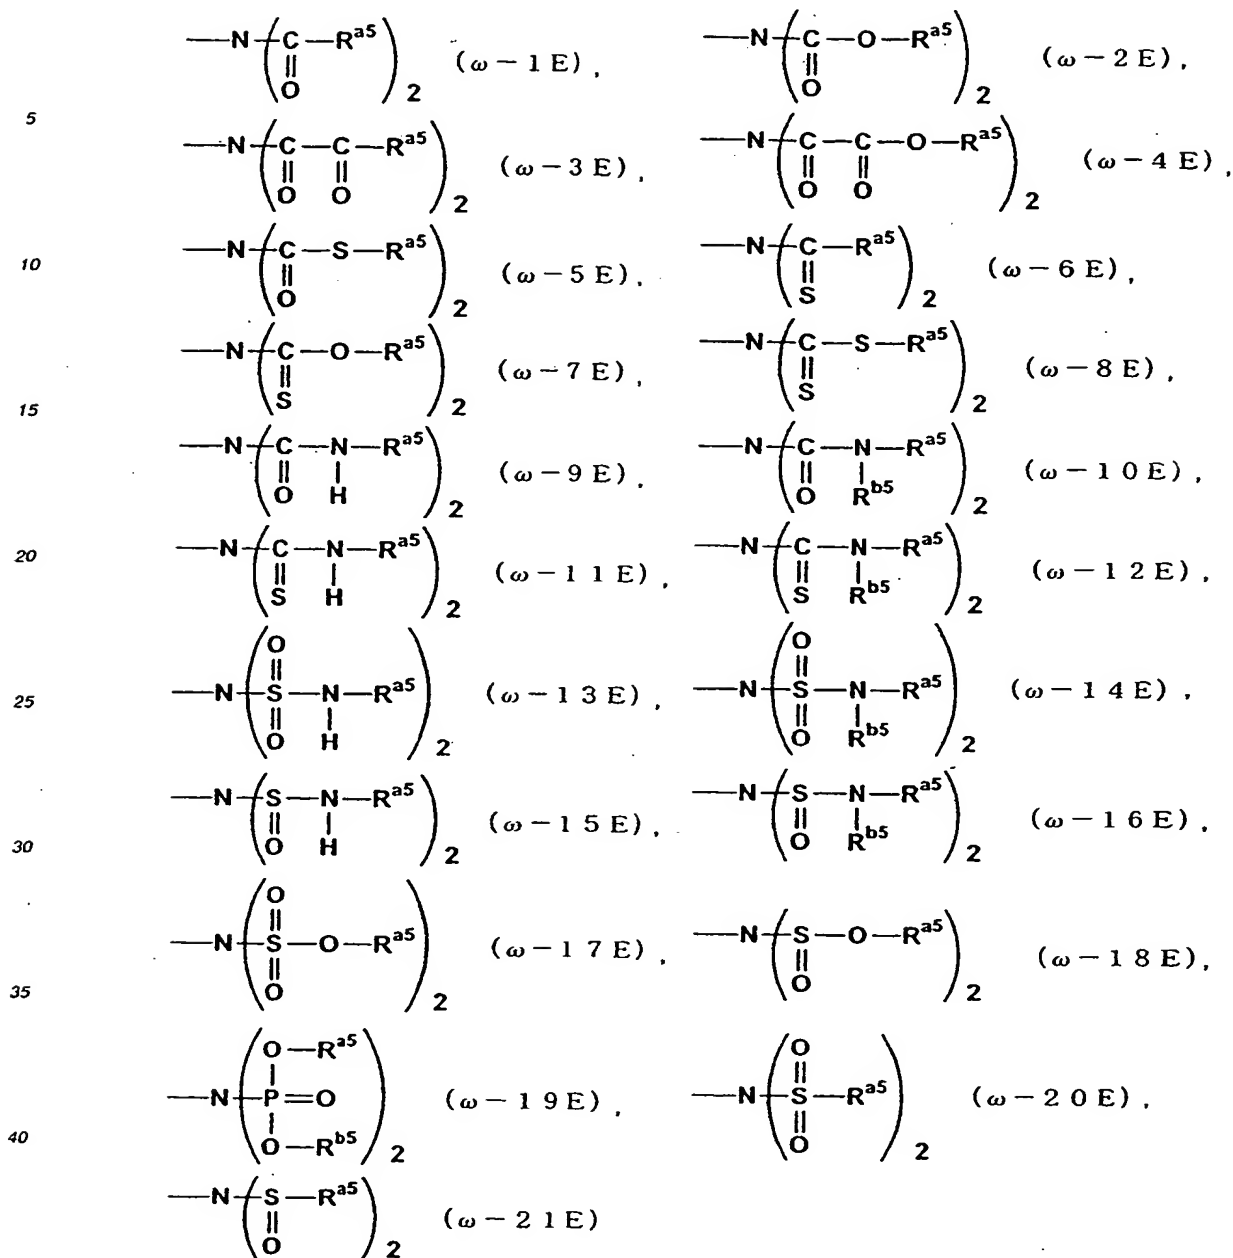 —N(C(=O)—R^a5)2 (ω-1E), —N(C(=O)—O—R^a5)2 (ω-2E),
5
—N(C(=O)—C(=O)—R^a5)2 (ω-3E), —N(C(=O)—C(=O)—O—R^a5)2 (ω-4E),
10
—N(C(=O)—S—R^a5)2 (ω-5E), —N(C(=S)—R^a5)2 (ω-6E),
—N(C(=S)—O—R^a5)2 (ω-7E), —N(C(=S)—S—R^a5)2 (ω-8E),
15
—N(C(=O)—N(H)—R^a5)2 (ω-9E), —N(C(=O)—N(R^b5)—R^a5)2 (ω-10E),
20
—N(C(=S)—N(H)—R^a5)2 (ω-11E), —N(C(=S)—N(R^b5)—R^a5)2 (ω-12E),
25
—N(S(=O)(=O)—N(H)—R^a5)2 (ω-13E), —N(S(=O)(=O)—N(R^b5)—R^a5)2 (ω-14E),
—N(S(=O)—N(H)—R^a5)2 (ω-15E), —N(S(=O)—N(R^b5)—R^a5)2 (ω-16E),
30
—N(S(=O)(=O)—O—R^a5)2 (ω-17E), —N(S(=O)—O—R^a5)2 (ω-18E),
35
—N(P(=O)(O—R^a5)(O—R^b5))2 (ω-19E), —N(S(=O)(=O)—R^a5)2 (ω-20E),
40
—N(S(=O)—R^a5)2 (ω-21E)